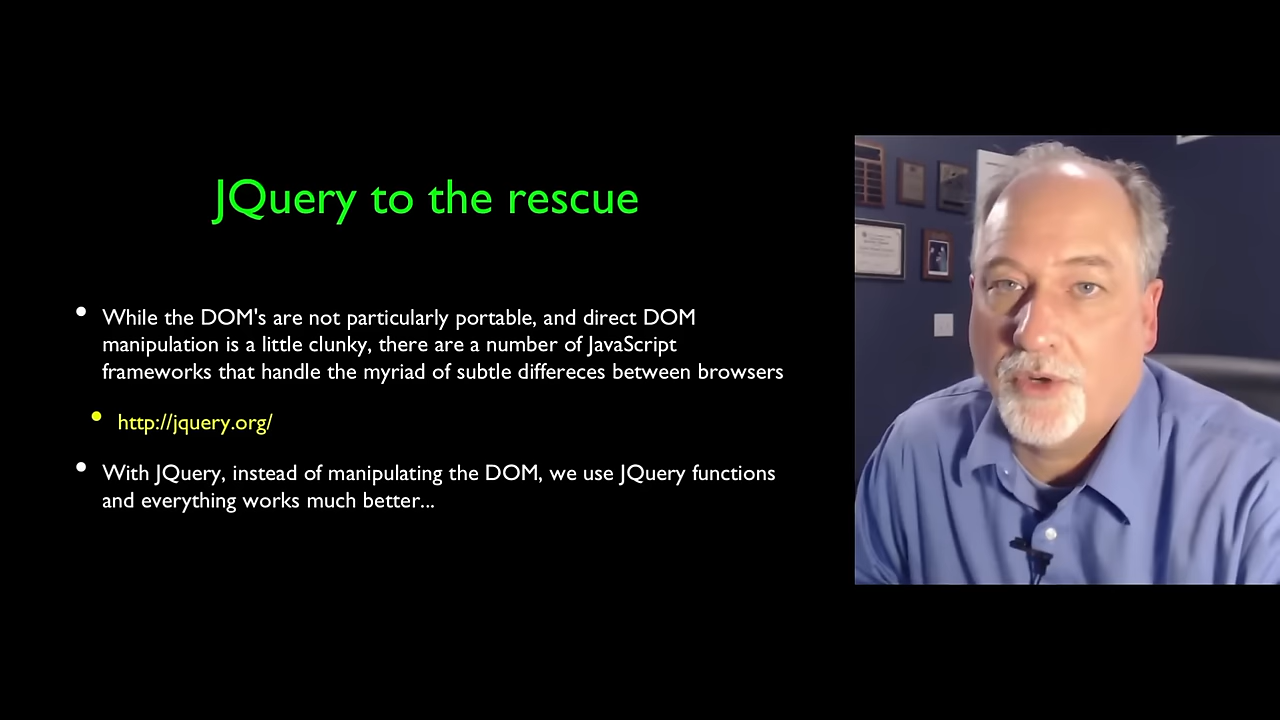 JQuery to the rescue
While the DOM's are not particularly portable, and direct DOM
manipulation is a little clunky, there are a number of JavaScript
frameworks that handle the myriad of subtle differeces between browsers
http://jquery.org/
With JQuery, instead of manipulating the DOM, we use JQuery functions
and everything works much better...